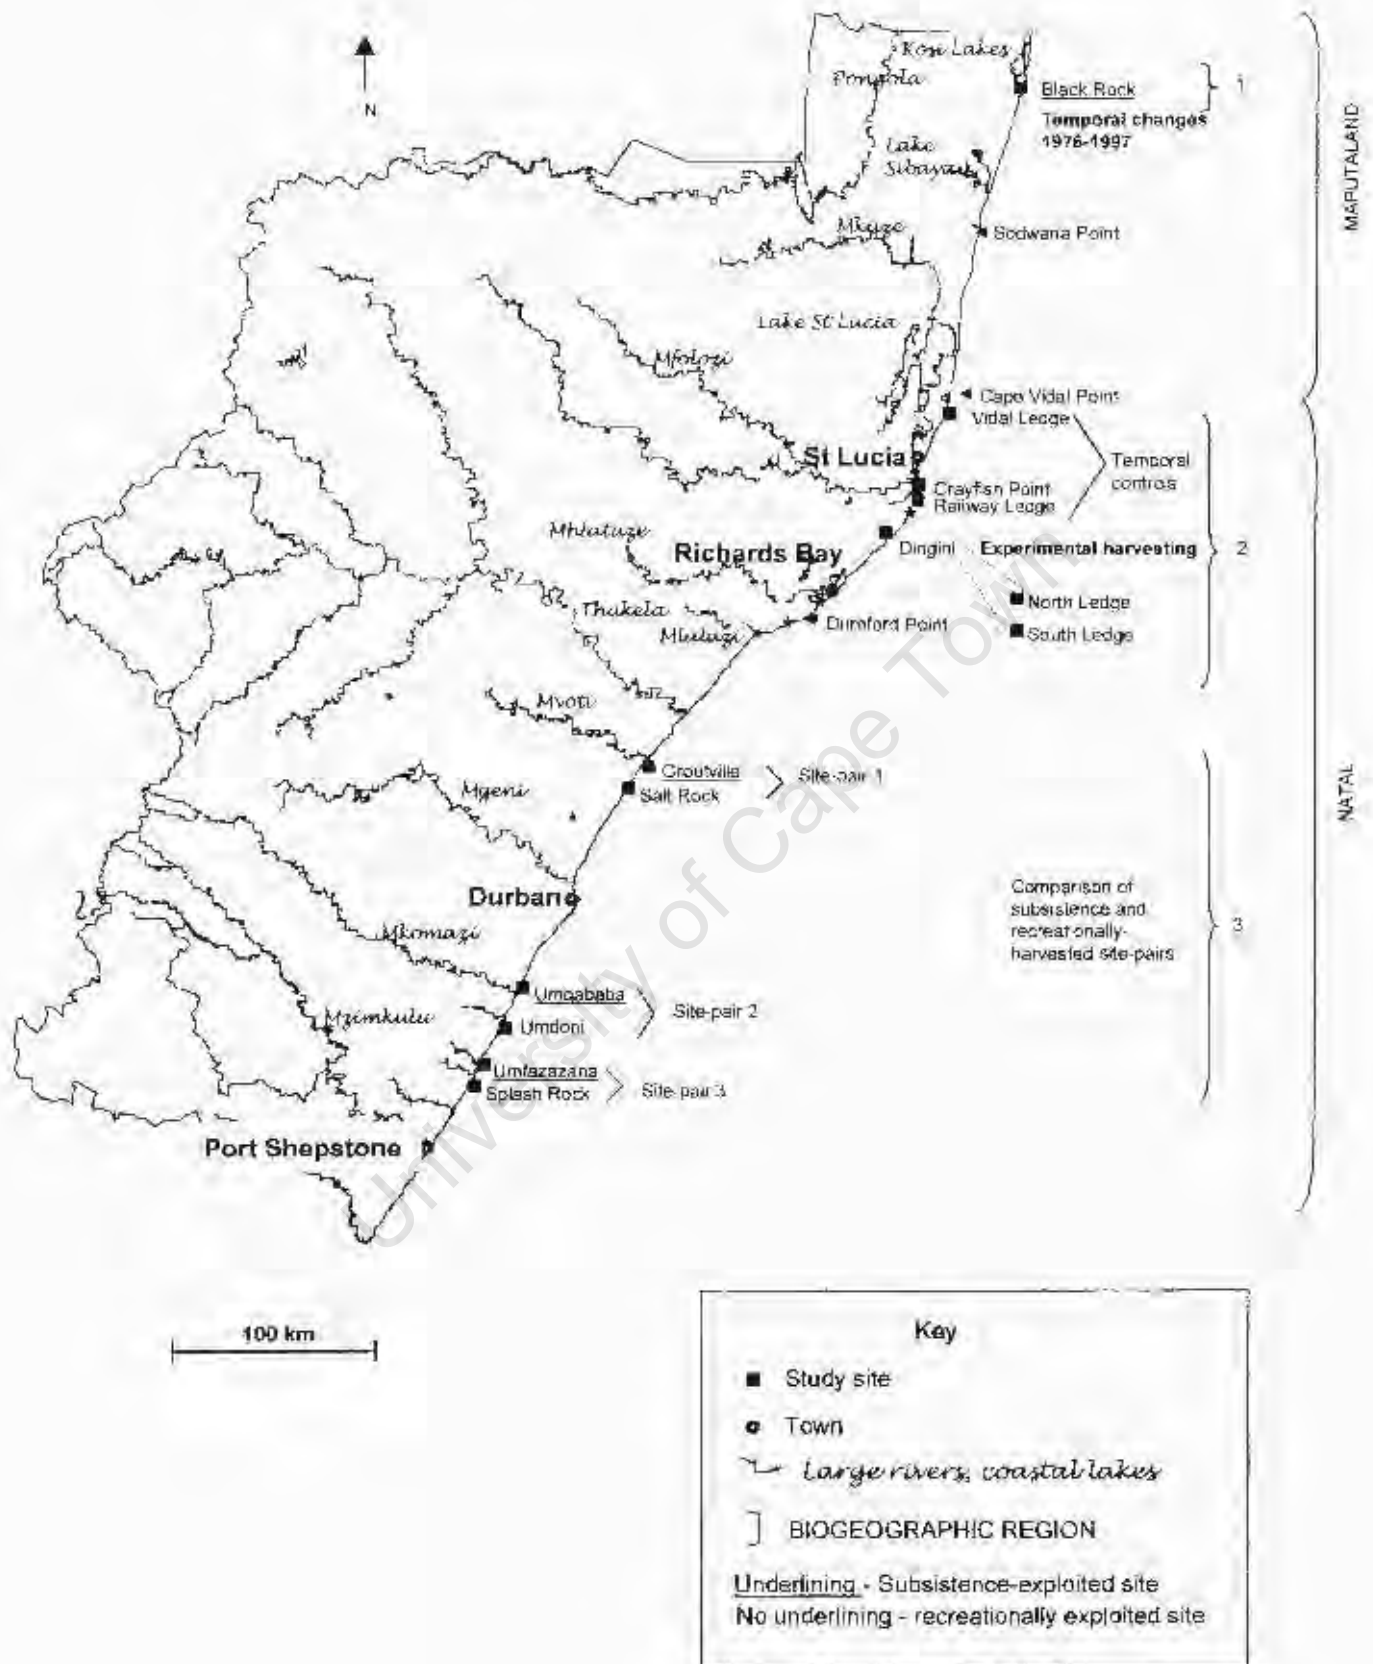 N
Kosi Lakes
Pongola
Black Rock
1
Temporal changes
1976-1997
MAPUTALAND
Lake
Sibayani
Mkuze
Sodwana Point
Lake St Lucia
Mfolozi
Cape Vidal Point
Vidal Ledge
St Lucia
Temporal
controls
Crayfish Point
Railway Ledge
Mhlatuze
Richards Bay
Dingini
Experimental harvesting
2
North Ledge
South Ledge
Thukela
Mlalazi
Durnford Point
Mvoti
Groutville
Salt Rock
Site-pair 1
NATAL
Mgeni
Durban
Comparison of
subsistence and
recreationally-
harvested site-pairs
3
Mkomazi
Umgababa
Umdoni
Site-pair 2
Mzimkulu
Umfazazana
Splash Rock
Site-pair 3
Port Shepstone
University of Cape Town
100 km
Key
Study site
Town
Large rivers, coastal lakes
BIOGEOGRAPHIC REGION
Underlining - Subsistence-exploited site
No underlining - recreationally exploited site